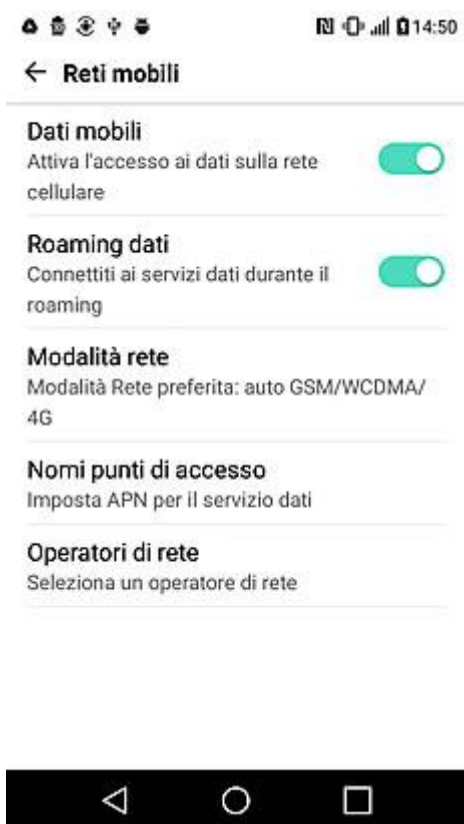 14:50
Reti mobili
Dati mobili
Attiva l'accesso ai dati sulla rete
cellulare
Roaming dati
Connettiti ai servizi dati durante il
roaming
Modalità rete
Modalità Rete preferita: auto GSM/WCDMA/
4G
Nomi punti di accesso
Imposta APN per il servizio dati
Operatori di rete
Seleziona un operatore di rete